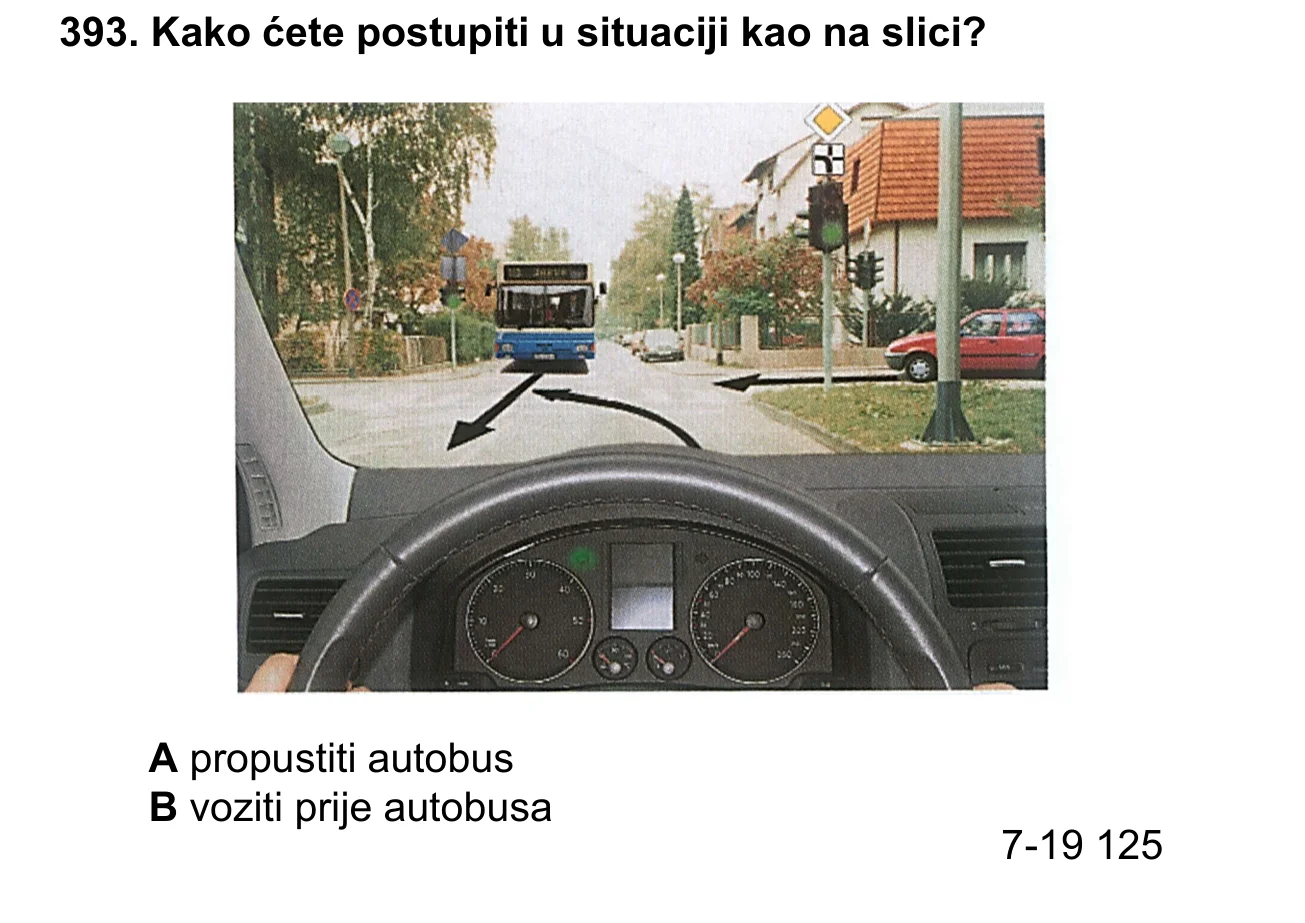 393. Kako ćete postupiti u situaciji kao na slici?
A propustiti autobus
B voziti prije autobusa
7-19 125